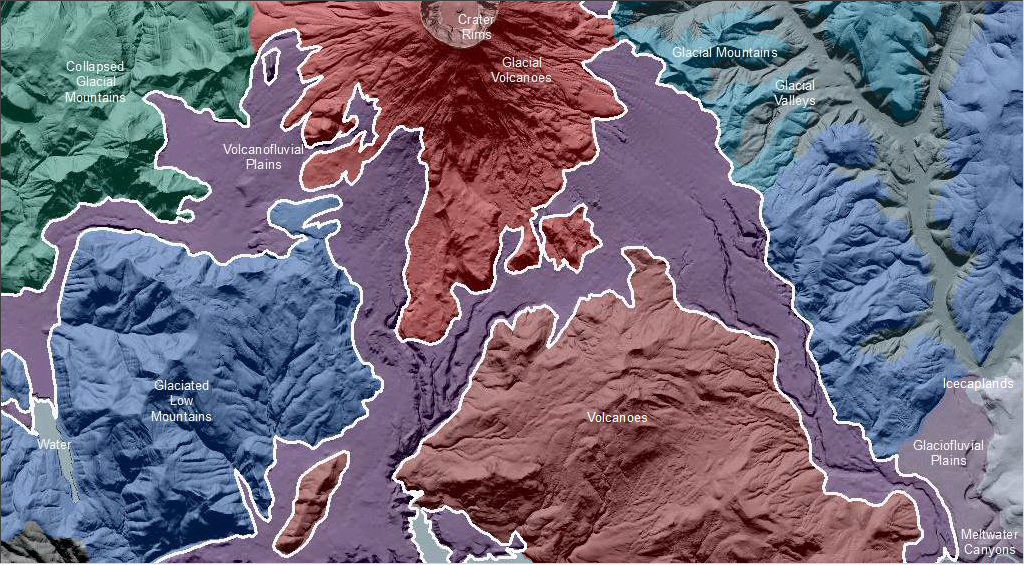 Crater
Rims
Glacial Mountains
Glacial
Volcanoes
Collapsed
Glacial
Mountains
Glacial
Valleys
Volcanofluvial
Plains
Icecaplands
Glaciated
Low
Mountains
Volcanoes
Water
Glaciofluvial
Plains
Meltwater
Canyons